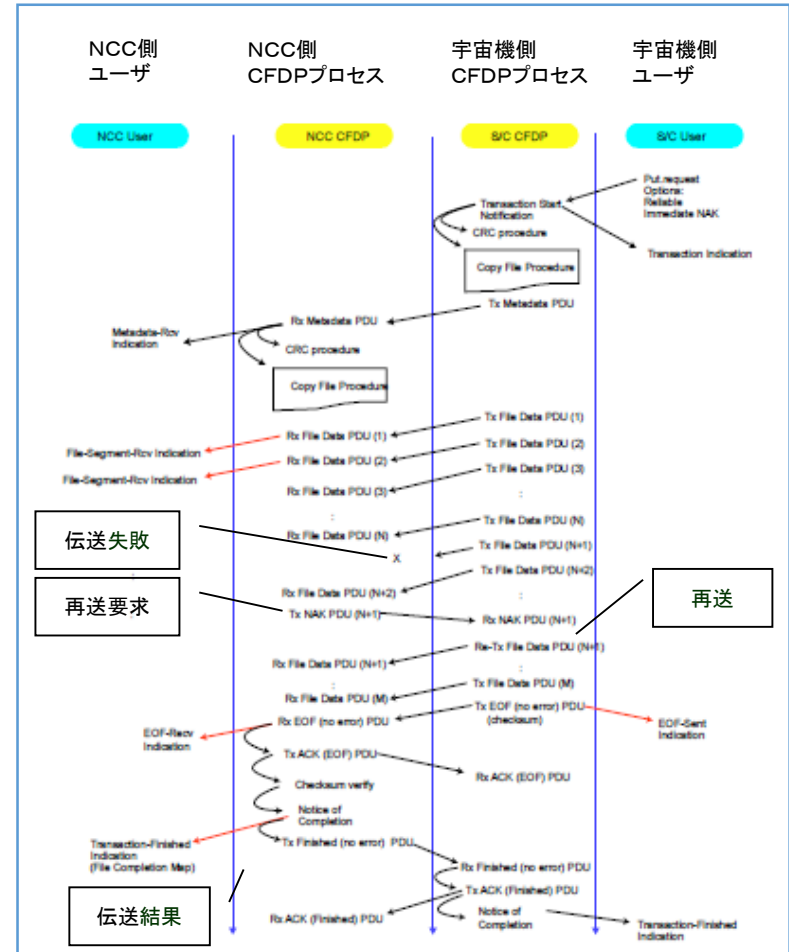 NCC側
ユーザ
NCC側
CFDPプロセス
宇宙機側
CFDPプロセス
宇宙機側
ユーザ
NCC User
NCC CFDP
S/C CFDP
S/C User
Put.request
Options:
Reliable
Immediate NAK
Transaction Start
Notification
CRC procedure
Transaction Indication
Copy File Procedure
Tx Metadata PDU
Rx Metadata PDU
Metadata-Rcv
Indication
CRC procedure
Copy File Procedure
Tx File Data PDU (1)
Rx File Data PDU (1)
File-Segment-Rcv Indication
Tx File Data PDU (2)
Rx File Data PDU (2)
File-Segment-Rcv Indication
Tx File Data PDU (3)
Rx File Data PDU (3)
:
:
Tx File Data PDU (N)
Rx File Data PDU (N)
伝送失敗
X
Tx File Data PDU (N+1)
Tx File Data PDU (N+2)
Rx File Data PDU (N+2)
:
再送要求
Tx NAK PDU (N+1)
Rx NAK PDU (N+1)
再送
Re-Tx File Data PDU (N+1)
Rx File Data PDU (N+1)
:
:
Tx File Data PDU (M)
Rx File Data PDU (M)
Tx EOF (no error) PDU
(checksum)
Rx EOF (no error) PDU
EOF-Recv
Indication
EOF-Sent
Indication
Tx ACK (EOF) PDU
Rx ACK (EOF) PDU
Checksum verify
Notice of
Completion
Transaction-Finished
Indication
(File Completion Map)
Tx Finished (no error) PDU
Rx Finished (no error) PDU
Tx ACK (Finished) PDU
伝送結果
Rx ACK (Finished) PDU
Notice of
Completion
Transaction-Finished
Indication